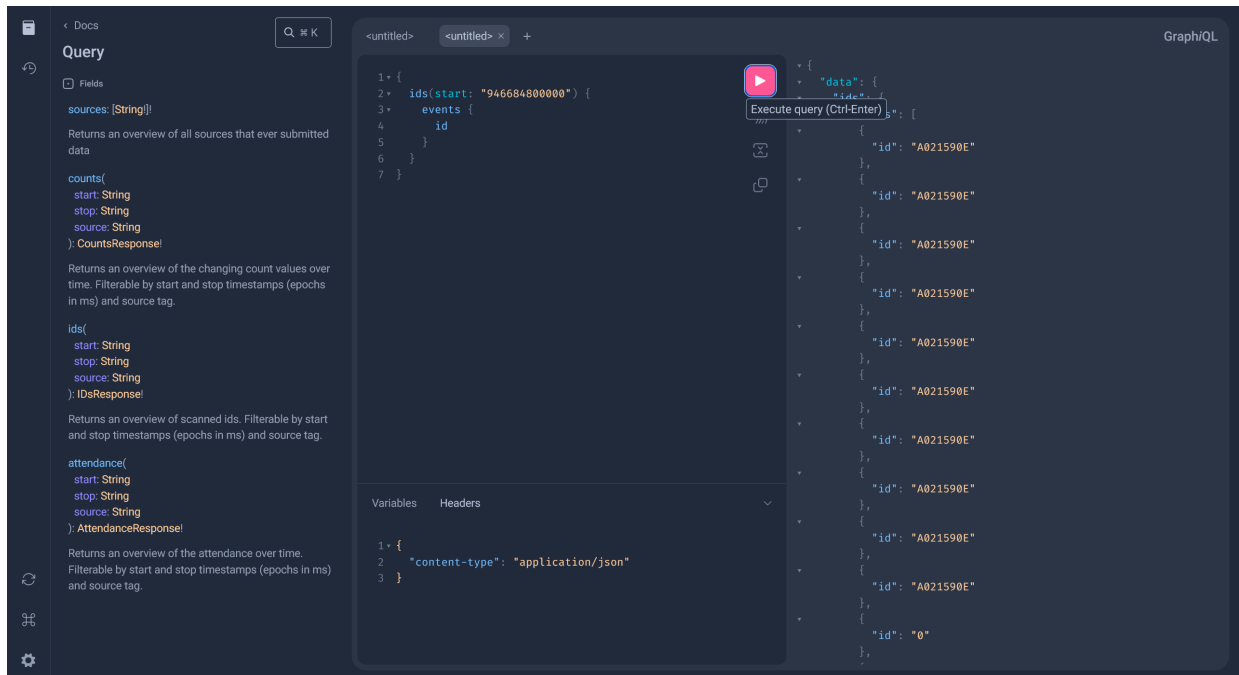 ‹ Docs
⌘ K
Query
Fields
sources: [String!]!
Returns an overview of all sources that ever submitted
data
counts(
start: String
stop: String
source: String
): CountsResponse!
Returns an overview of the changing count values over
time. Filterable by start and stop timestamps (epochs
in ms) and source tag.
ids(
start: String
stop: String
source: String
): IDsResponse!
Returns an overview of scanned ids. Filterable by start
and stop timestamps (epochs in ms) and source tag.
attendance(
start: String
stop: String
source: String
): AttendanceResponse!
Returns an overview of the attendance over time.
Filterable by start and stop timestamps (epochs in ms)
and source tag.
<untitled>
<untitled> ×
+
GraphiQL
1 {
2 ids(start: "946684800000") {
3 events {
4 id
5 }
6 }
7 }
Execute query (Ctrl-Enter)
Variables Headers
1 {
2 "content-type": "application/json"
3 }
{
"data": {
"ids": {
": [
{
"id": "A021590E"
},
{
"id": "A021590E"
},
{
"id": "A021590E"
},
{
"id": "A021590E"
},
{
"id": "A021590E"
},
{
"id": "A021590E"
},
{
"id": "A021590E"
},
{
"id": "A021590E"
},
{
"id": "A021590E"
},
{
"id": "A021590E"
},
{
"id": "0"
},